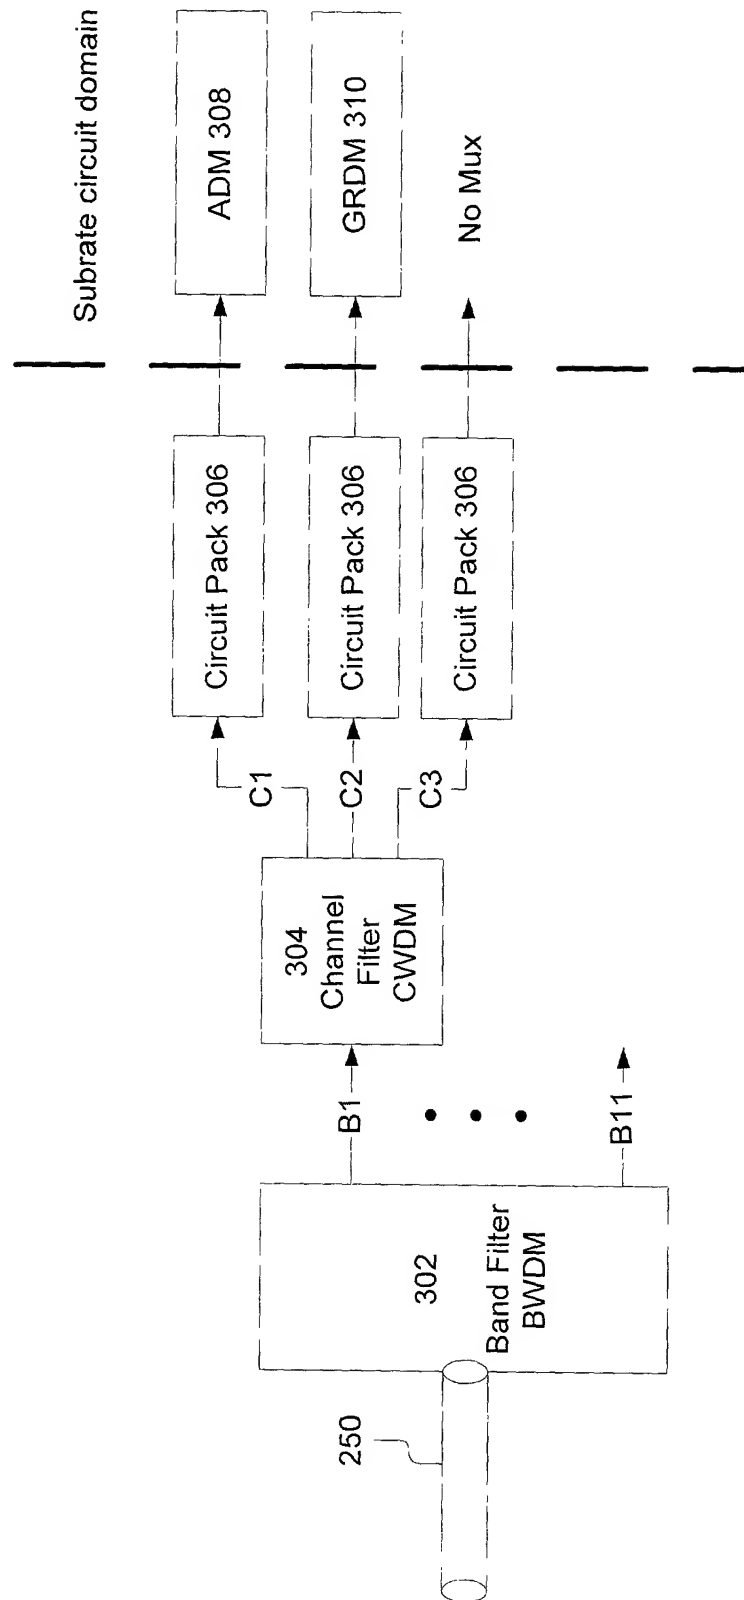 Subrate circuit domain
250
302
Band Filter
BWDM
B1
B11
304
Channel
Filter
CWDM
C1
C2
C3
Circuit Pack 306
Circuit Pack 306
Circuit Pack 306
ADM 308
GRDM 310
No Mux